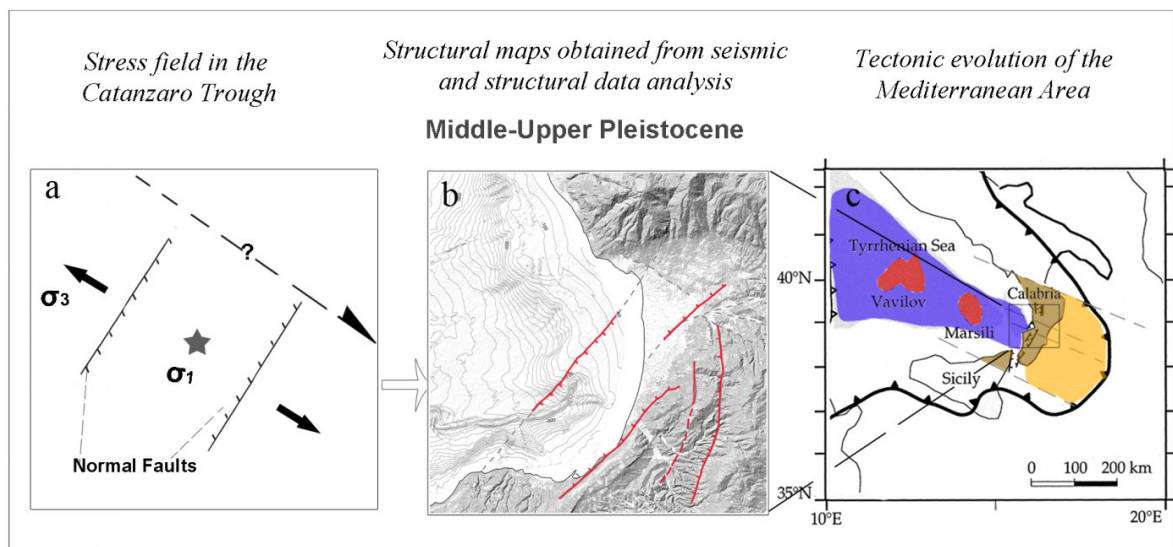 Stress field in the
Catanzaro Trough
Structural maps obtained from seismic
and structural data analysis
Tectonic evolution of the
Mediterranean Area
Middle-Upper Pleistocene
a
?
σ3
σ1
Normal Faults
b
c
Tyrrhenian Sea
Vavilov
Marsili
Calabria
Sicily
40°N
35°N
10°E
20°E
0 100 200 km